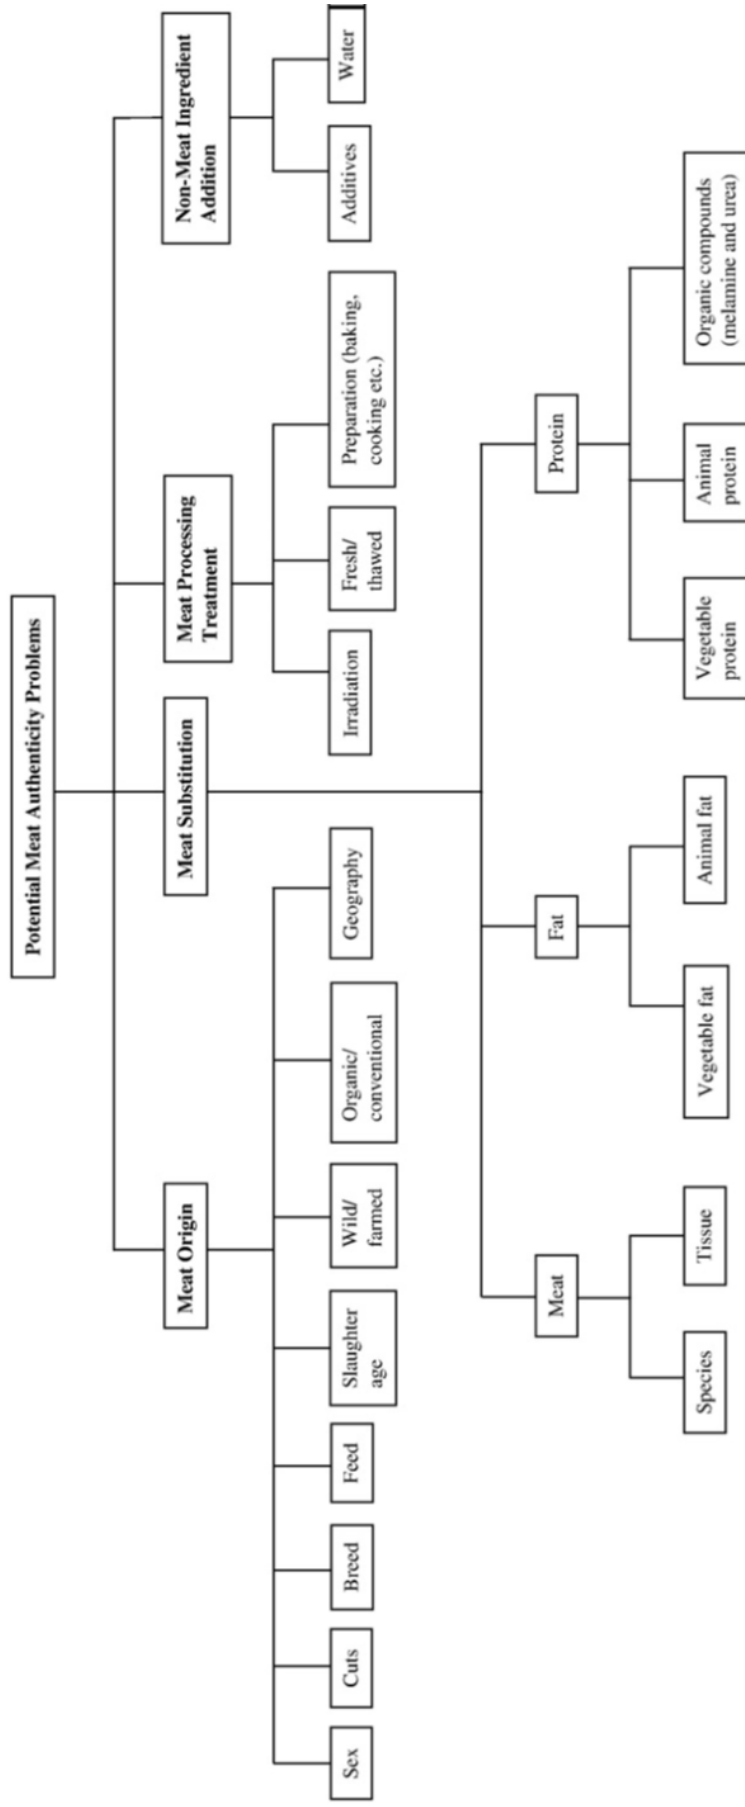 Potential Meat Authenticity Problems
Meat Origin
Meat Substitution
Meat Processing
Treatment
Non-Meat Ingredient
Addition
Sex
Cuts
Breed
Feed
Slaughter
age
Wild/
farmed
Organic/
conventional
Geography
Irradiation
Fresh/
thawed
Preparation (baking,
cooking etc.)
Additives
Water
Meat
Fat
Protein
Species
Tissue
Vegetable fat
Animal fat
Vegetable
protein
Animal
protein
Organic compounds
(melamine and urea)